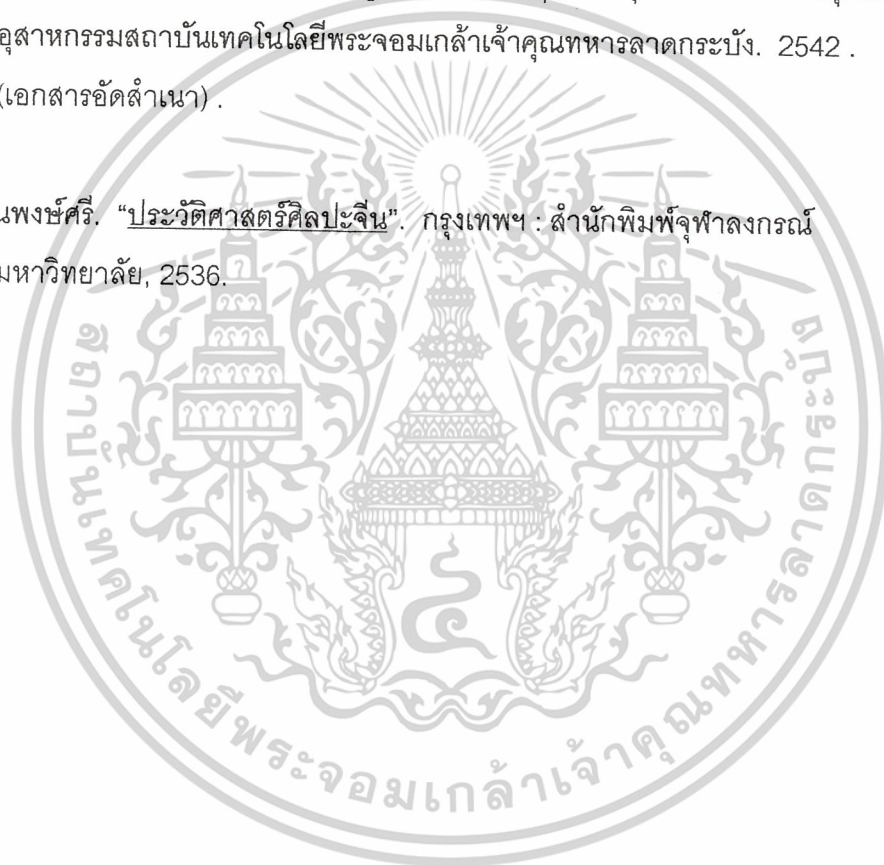 อุสาหกรรมสถาบันเทคโนโลยีพระจอมเกล้าเจ้าคุณทหารลาดกระบัง. 2542 .
(เอกสารอัดสำเนา) .
นพงษ์ศรี. “ประวัติศาสตร์ศิลปะจีน”. กรุงเทพฯ : สำนักพิมพ์จุฬาลงกรณ์
มหาวิทยาลัย, 2536.
สถาบันเทคโนโลยีพระจอมเกล้าเจ้าคุณทหารลาดกระบัง
๔